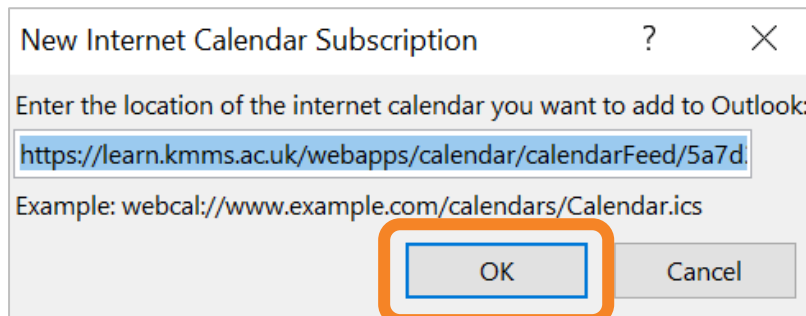 New Internet Calendar Subscription ?
Enter the location of the internet calendar you want to add to Outlook:
https://learn.kmms.ac.uk/webapps/calendar/calendarFeed/5a7d
Example: webcal://www.example.com/calendars/Calendar.ics
OK Cancel